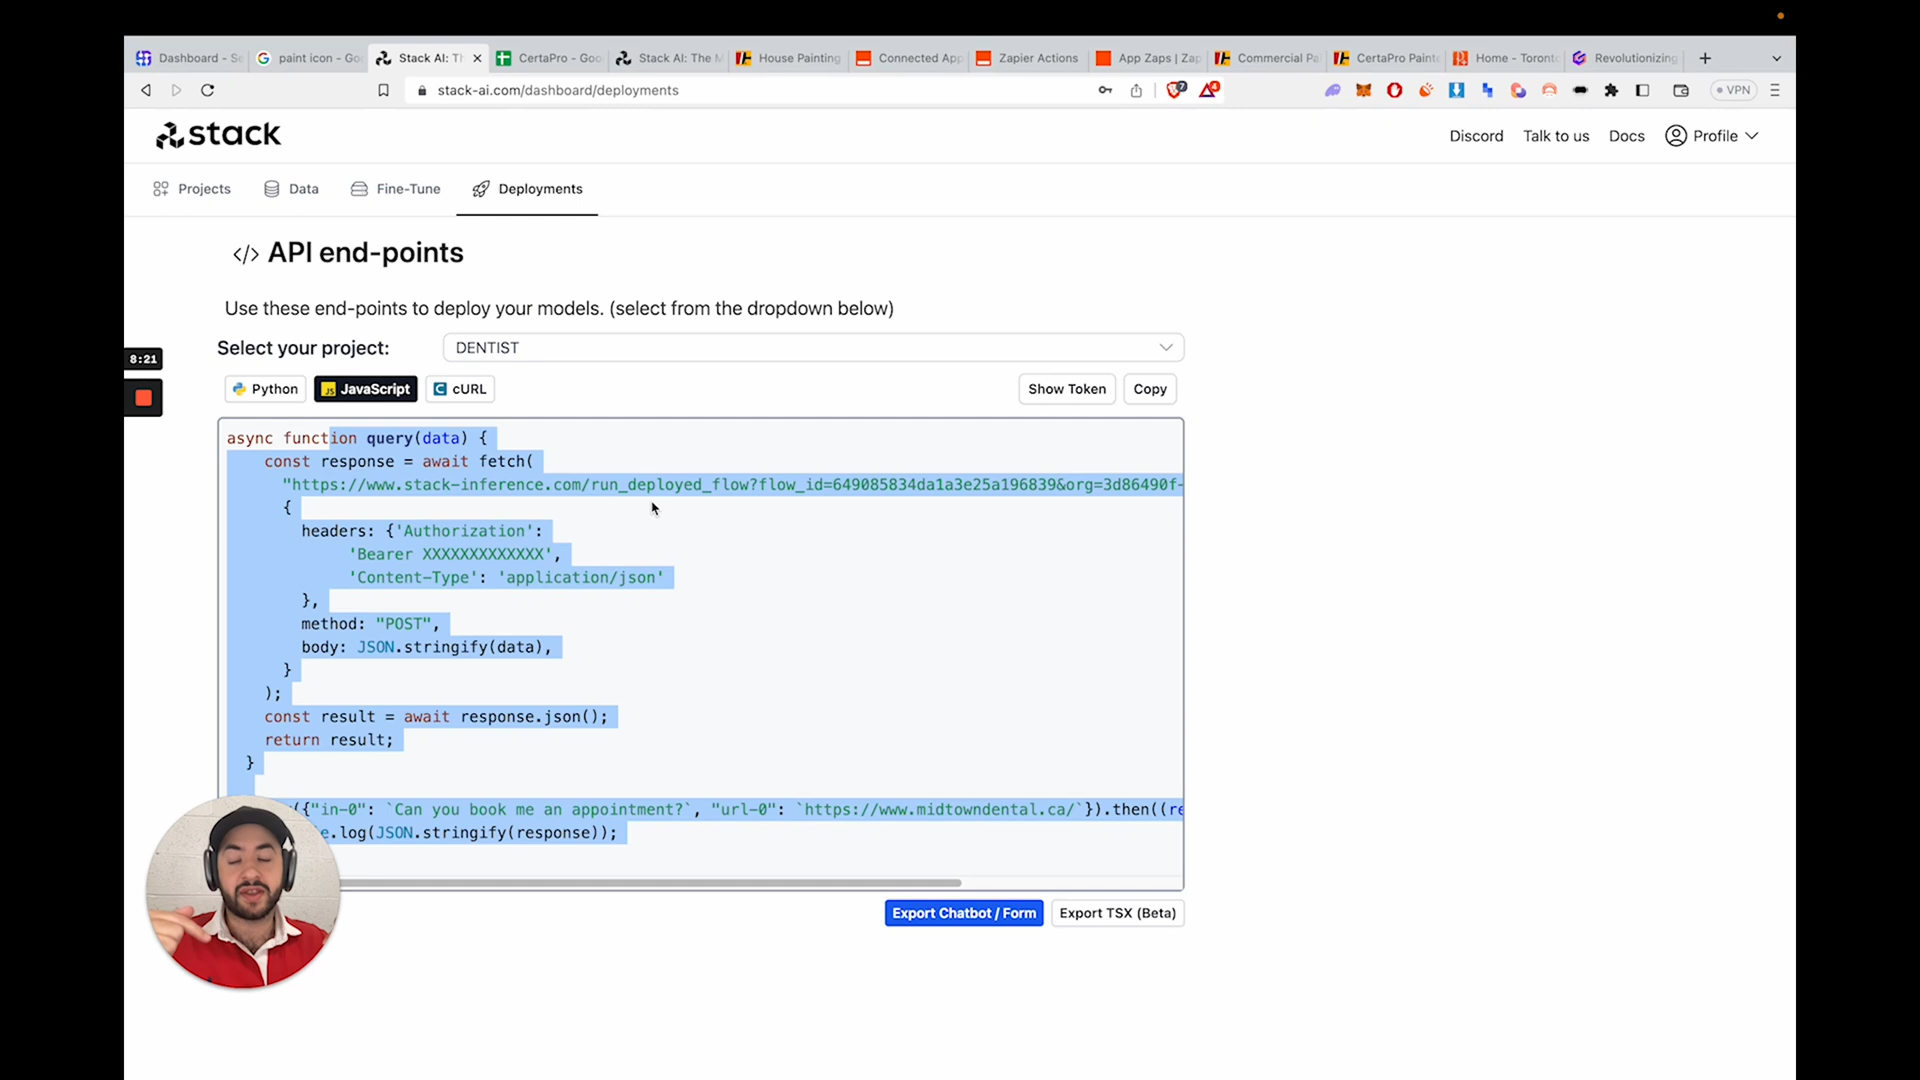 Dashboard - Se
paint icon - Go
Stack AI: Th
CertaPro - Goo
Stack AI: The M
House Painting
Connected App
Zapier Actions
App Zaps | Zap
Commercial Pa
CertaPro Painte
Home - Toronto
Revolutionizing
stack-ai.com/dashboard/deployments
VPN
stack
Discord
Talk to us
Docs
Profile
Projects
Data
Fine-Tune
Deployments
</> API end-points
Use these end-points to deploy your models. (select from the dropdown below)
Select your project:
DENTIST
8:21
Python
JS JavaScript
C cURL
Show Token
Copy
async function query(data) {
const response = await fetch(
"https://www.stack-inference.com/run_deployed_flow?flow_id=649085834da1a3e25a196839&org=3d86490f-
{
headers: {'Authorization':
'Bearer XXXXXXXXXXXXX',
'Content-Type': 'application/json'
},
method: "POST",
body: JSON.stringify(data),
}
);
const result = await response.json();
return result;
}
({"in-0": `Can you book me an appointment?`, "url-0": `https://www.midtowndental.ca/`}).then((re
e.log(JSON.stringify(response));
Export Chatbot / Form
Export TSX (Beta)